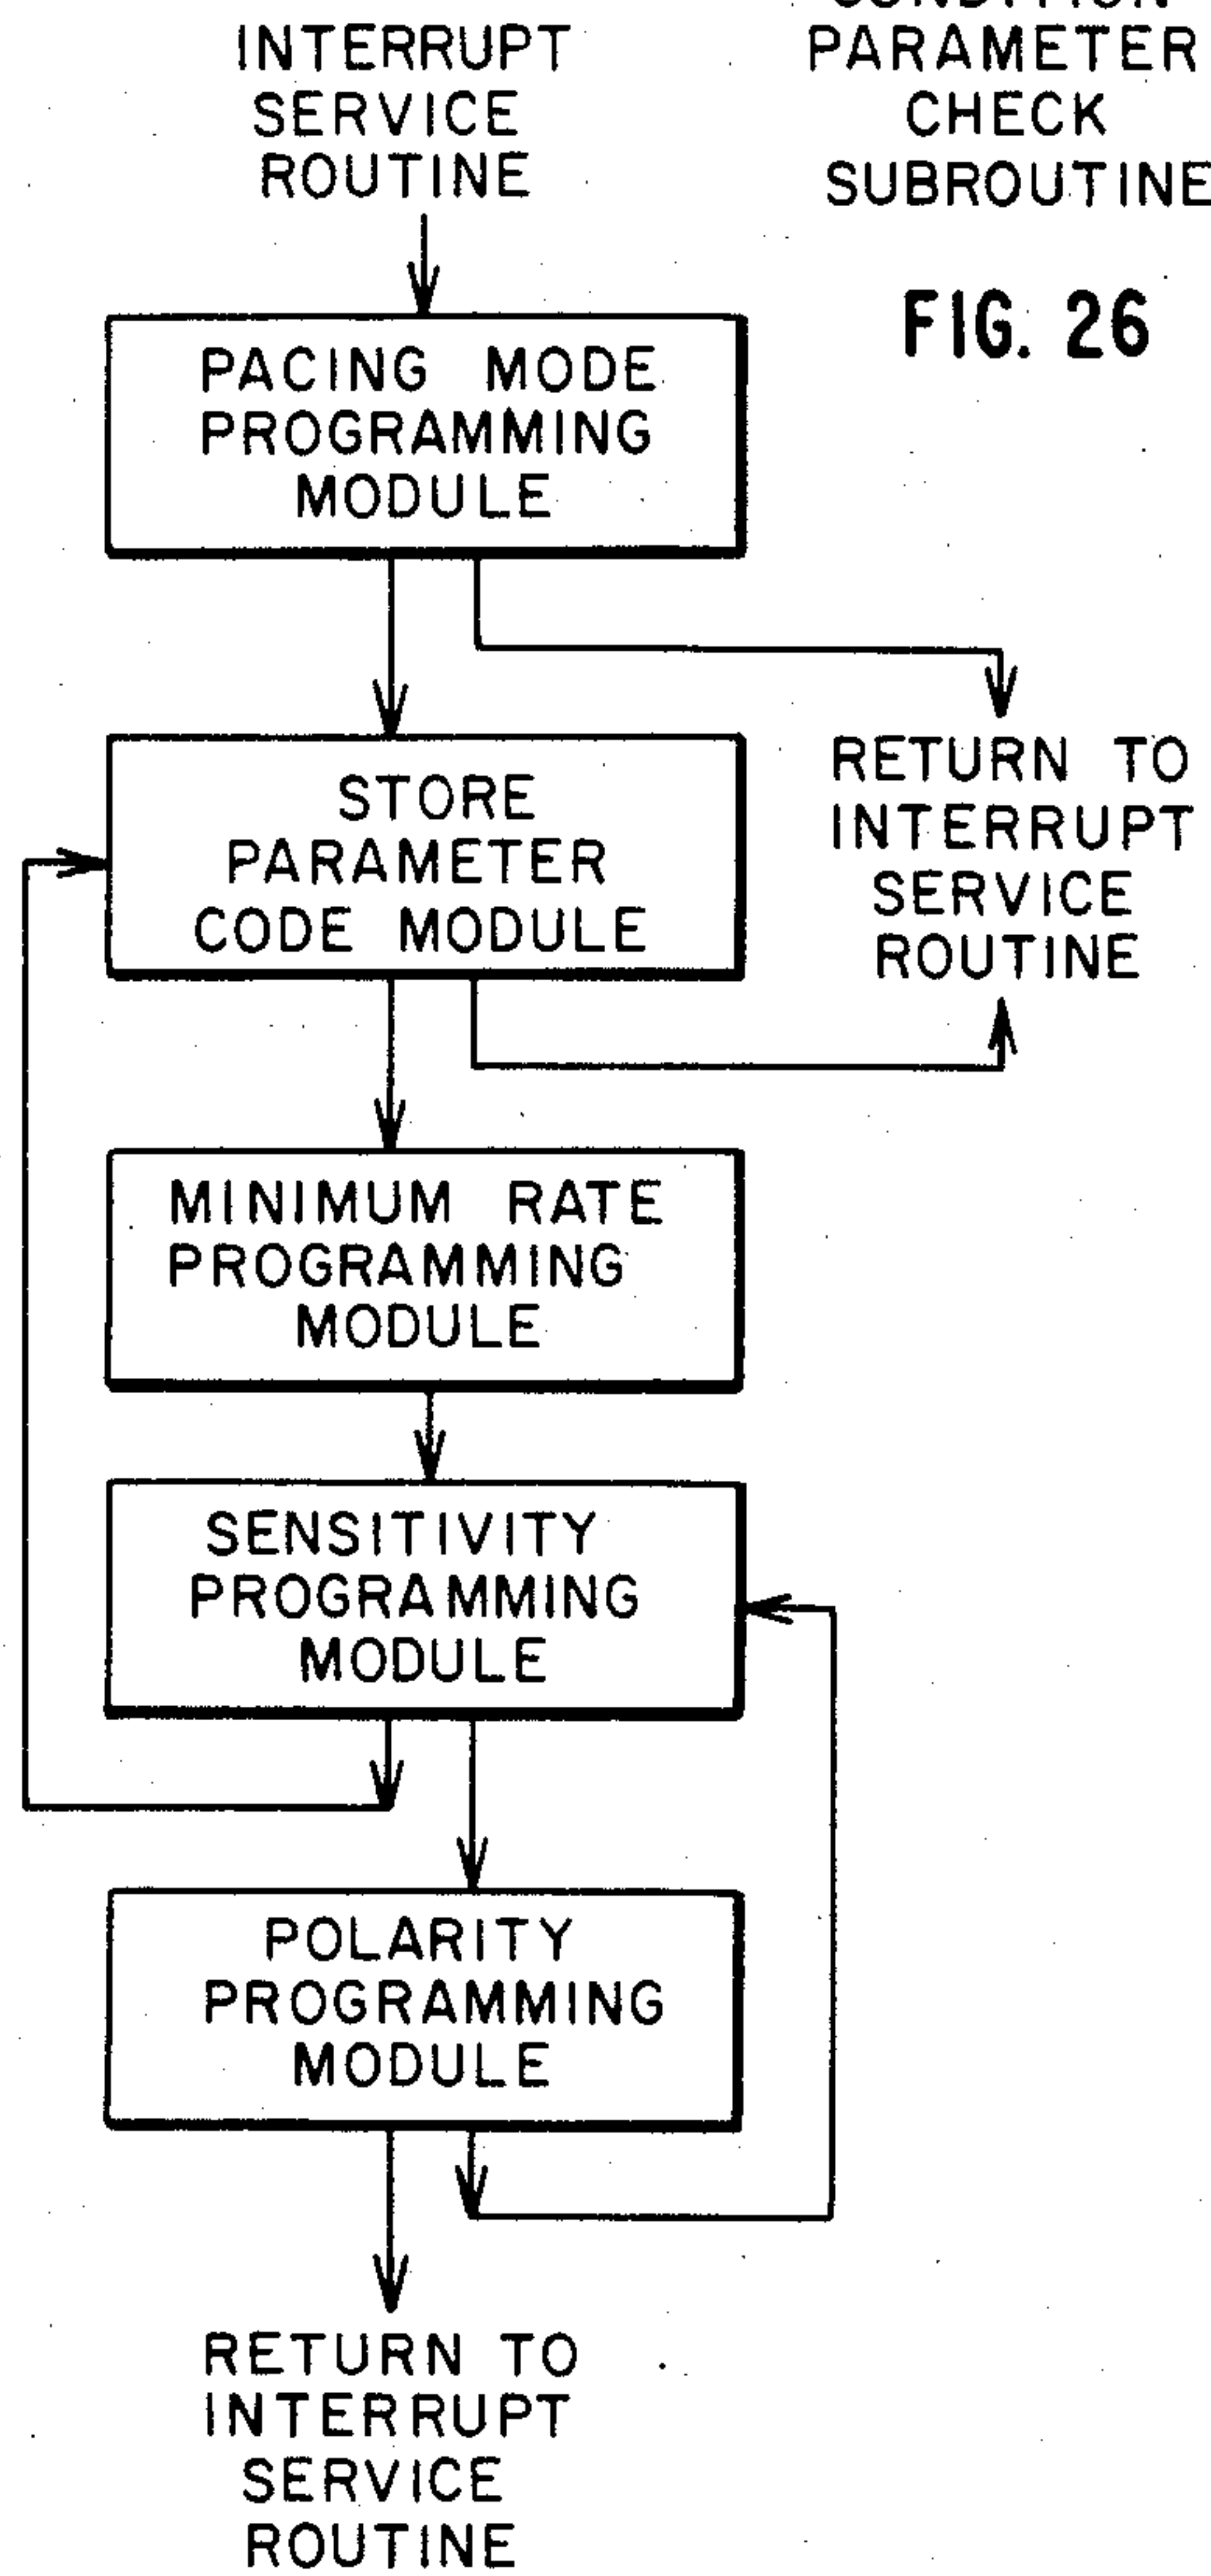 INTERRUPT
SERVICE
ROUTINE
CONDITION
PARAMETER
CHECK
SUBROUTINE
FIG. 26
PACING MODE
PROGRAMMING
MODULE
STORE
PARAMETER
CODE MODULE
RETURN TO
INTERRUPT
SERVICE
ROUTINE
MINIMUM RATE
PROGRAMMING
MODULE
SENSITIVITY
PROGRAMMING
MODULE
POLARITY
PROGRAMMING
MODULE
RETURN TO
INTERRUPT
SERVICE
ROUTINE